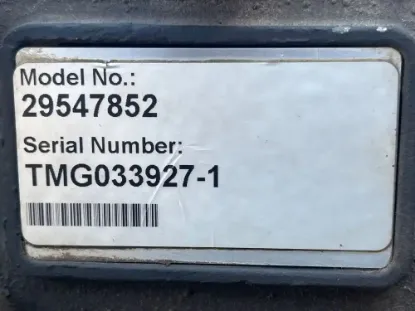 Model No.:
29547852
Serial Number:
TMG033927-1